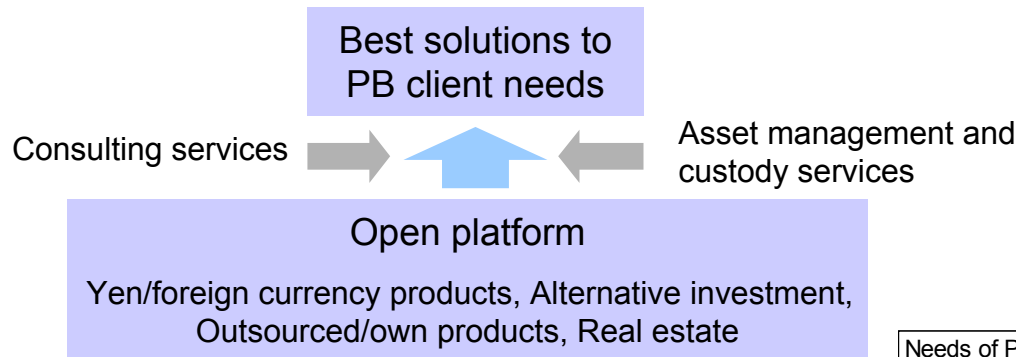 Best solutions to
PB client needs
Consulting services
Asset management and
custody services
Open platform
Yen/foreign currency products, Alternative investment,
Outsourced/own products, Real estate
Needs of P